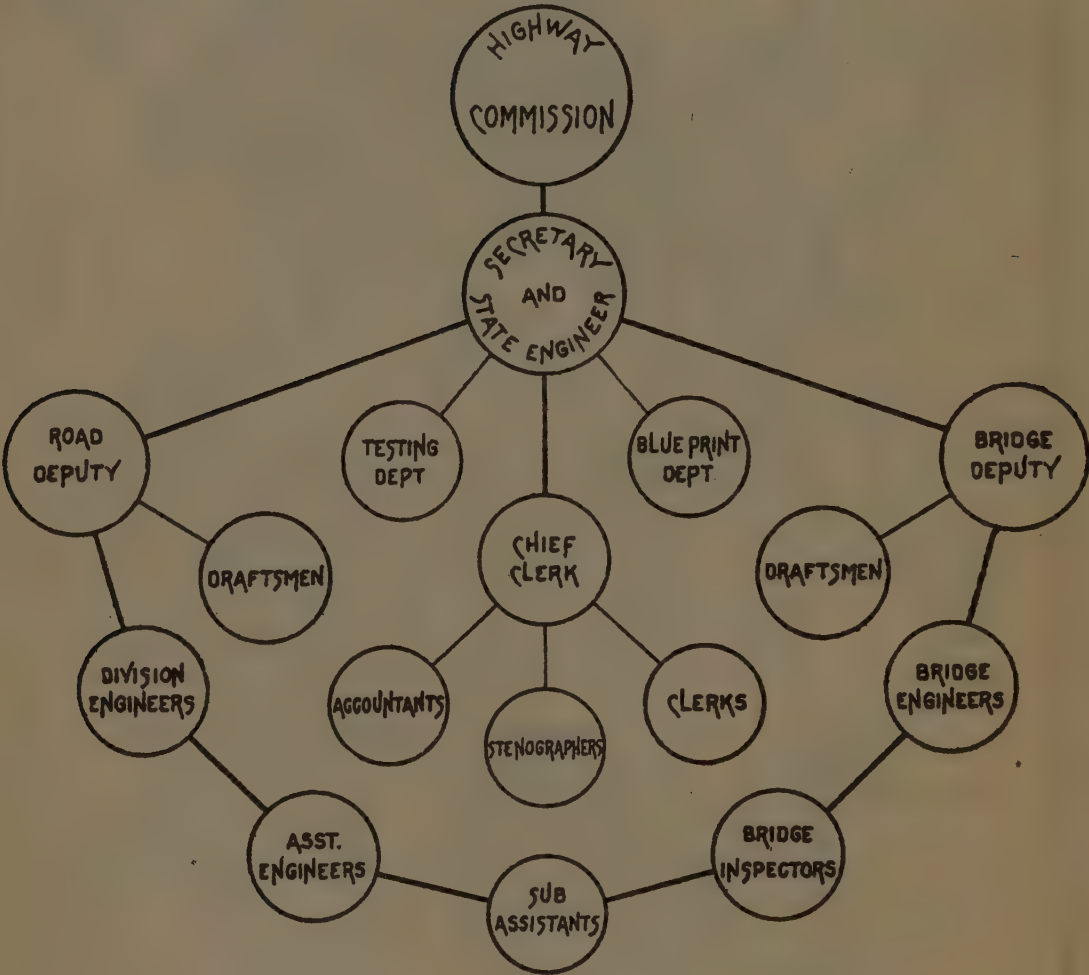 HIGHWAY
COMMISSION
SECRETARY
AND
STATE ENGINEER
ROAD
DEPUTY
TESTING
DEPT
BLUE PRINT
DEPT
BRIDGE
DEPUTY
DRAFTSMEN
CHIEF
CLERK
DRAFTSMEN
DIVISION
ENGINEERS
ACCOUNTANTS
STENOGRAPHERS
CLERKS
BRIDGE
ENGINEERS
ASST.
ENGINEERS
SUB
ASSISTANTS
BRIDGE
INSPECTORS